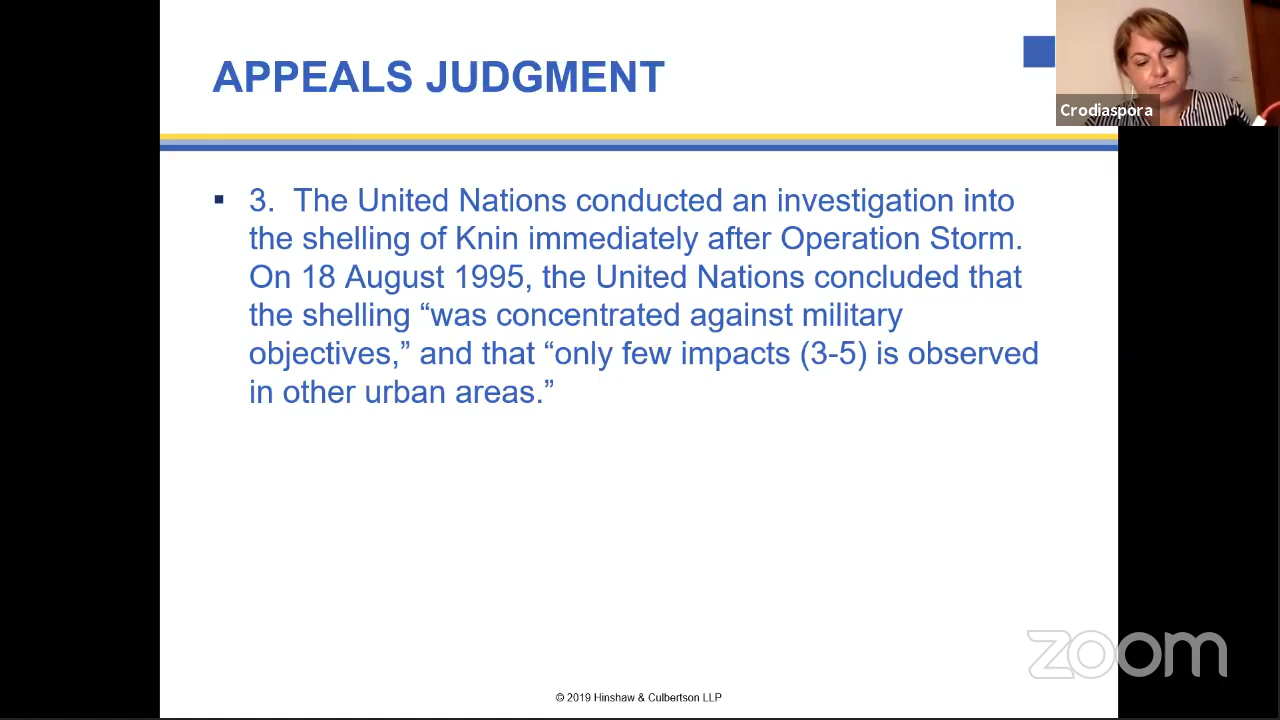 APPEALS JUDGMENT
Crodiaspora
▪ 3. The United Nations conducted an investigation into
the shelling of Knin immediately after Operation Storm.
On 18 August 1995, the United Nations concluded that
the shelling “was concentrated against military
objectives,” and that “only few impacts (3-5) is observed
in other urban areas.”
zoom
© 2019 Hinshaw & Culbertson LLP